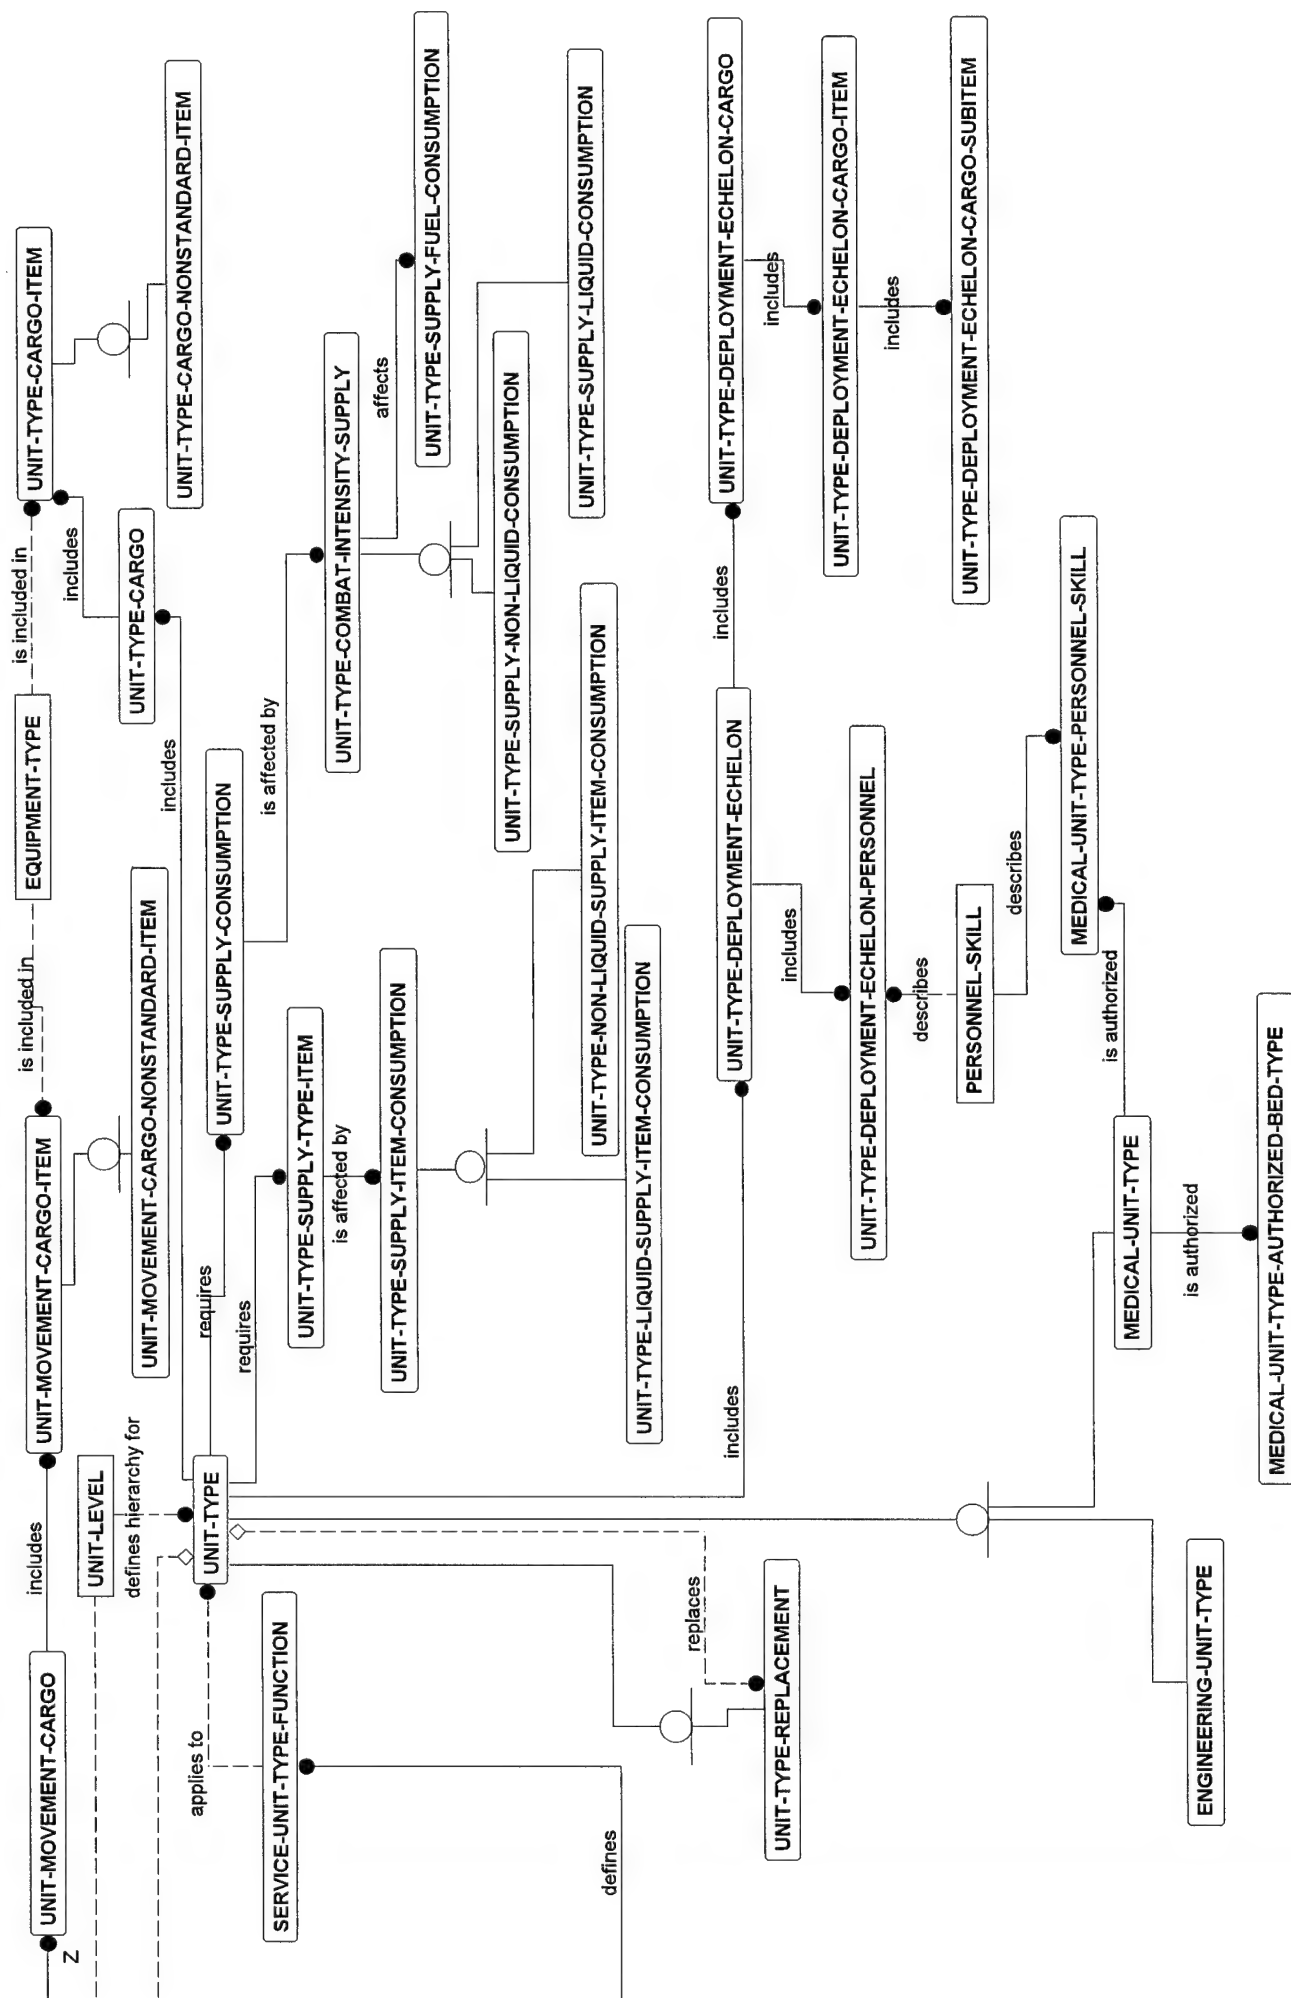 UNIT-MOVEMENT-CARGO
Z
includes
UNIT-MOVEMENT-CARGO-ITEM
is included in
EQUIPMENT-TYPE
is included in
UNIT-TYPE-CARGO-ITEM
includes
UNIT-LEVEL
defines hierarchy for
UNIT-MOVEMENT-CARGO-NONSTANDARD-ITEM
UNIT-TYPE-CARGO
UNIT-TYPE-CARGO-NONSTANDARD-ITEM
includes
applies to
UNIT-TYPE
requires
UNIT-TYPE-SUPPLY-CONSUMPTION
requires
is affected by
SERVICE-UNIT-TYPE-FUNCTION
UNIT-TYPE-SUPPLY-TYPE-ITEM
is affected by
UNIT-TYPE-COMBAT-INTENSITY-SUPPLY
affects
UNIT-TYPE-SUPPLY-ITEM-CONSUMPTION
UNIT-TYPE-SUPPLY-FUEL-CONSUMPTION
UNIT-TYPE-SUPPLY-NON-LIQUID-CONSUMPTION
UNIT-TYPE-SUPPLY-LIQUID-CONSUMPTION
defines
UNIT-TYPE-NON-LIQUID-SUPPLY-ITEM-CONSUMPTION
UNIT-TYPE-LIQUID-SUPPLY-ITEM-CONSUMPTION
replaces
includes
UNIT-TYPE-DEPLOYMENT-ECHELON
includes
UNIT-TYPE-DEPLOYMENT-ECHELON-CARGO
includes
UNIT-TYPE-REPLACEMENT
includes
UNIT-TYPE-DEPLOYMENT-ECHELON-CARGO-ITEM
includes
UNIT-TYPE-DEPLOYMENT-ECHELON-PERSONNEL
describes
UNIT-TYPE-DEPLOYMENT-ECHELON-CARGO-SUBITEM
PERSONNEL-SKILL
describes
MEDICAL-UNIT-TYPE-PERSONNEL-SKILL
is authorized
MEDICAL-UNIT-TYPE
is authorized
ENGINEERING-UNIT-TYPE
MEDICAL-UNIT-TYPE-AUTHORIZED-BED-TYPE